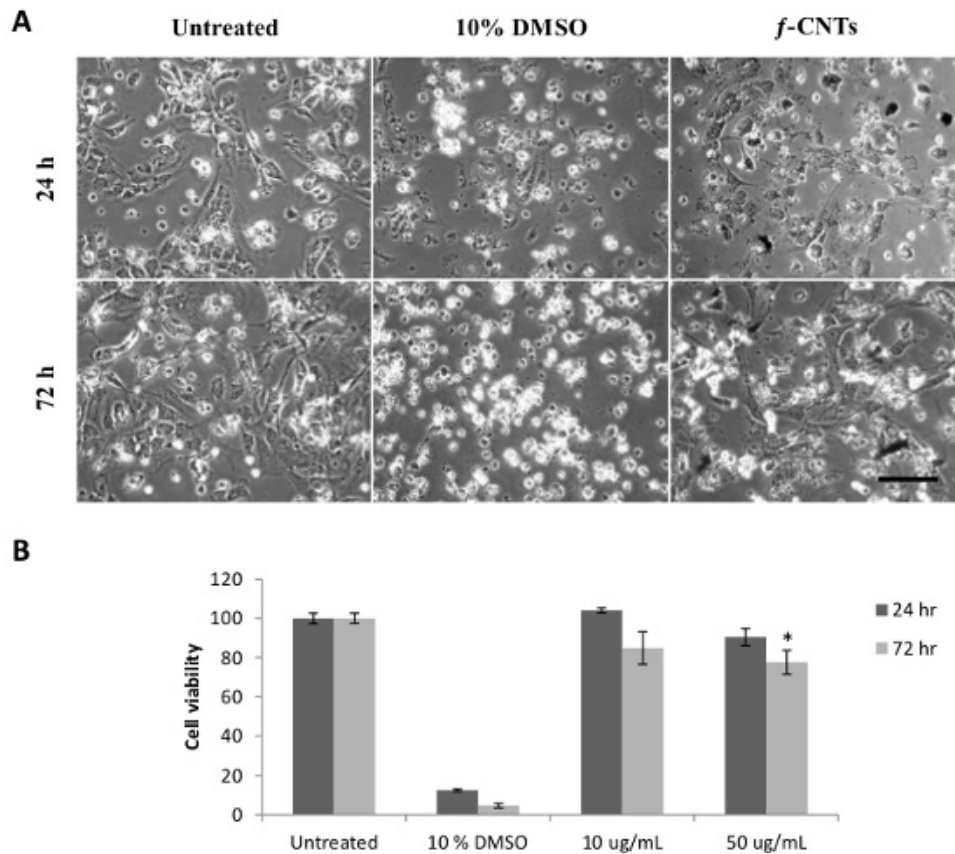 A
Untreated 10% DMSO f-CNTs
24 h
72 h
B
120
100
80
60
40
20
0
Cell viability
*
24 hr
72 hr
Untreated 10 % DMSO 10 ug/mL 50 ug/mL